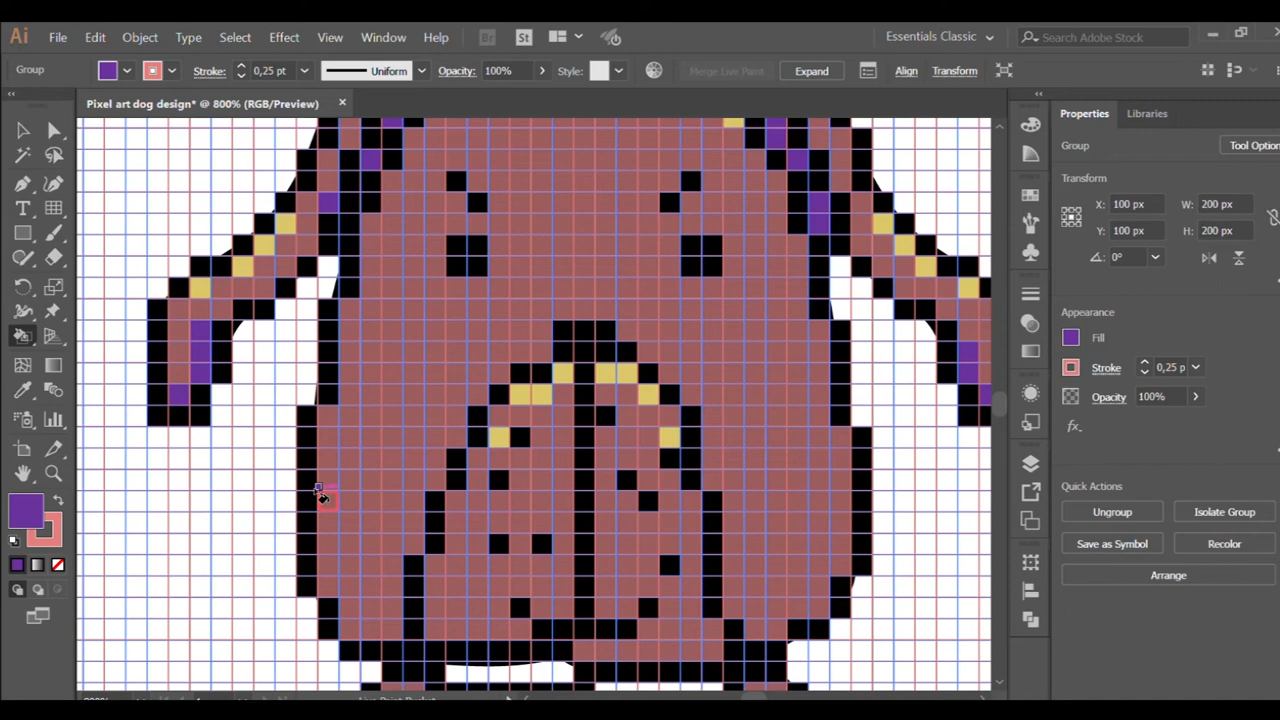 Ai File Edit Object Type Select Effect View Window Help Br St Essentials Classic Search Adobe Stock
Group Stroke: 0,25 pt Uniform Opacity: 100% Style: Merge Live Paint Expand Align Transform
Pixel art dog design* @ 800% (RGB/Preview)
Properties Libraries
Group Tool Option
Transform
X: 100 px W: 200 px
Y: 100 px H: 200 px
0°
Appearance
Fill
Stroke 0,25 p
Opacity 100%
fx
Quick Actions
Ungroup Isolate Group
Save as Symbol Recolor
Arrange